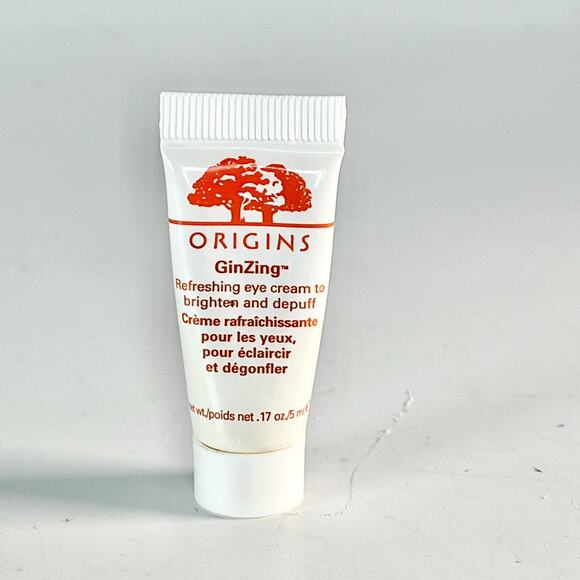 ORIGINS
GinZing™
Refreshing eye cream to
brighten and depuff
Crème rafraîchissante
pour les yeux,
pour éclaircir
et dégonfler
et wt./poids net .17 oz./5 ml